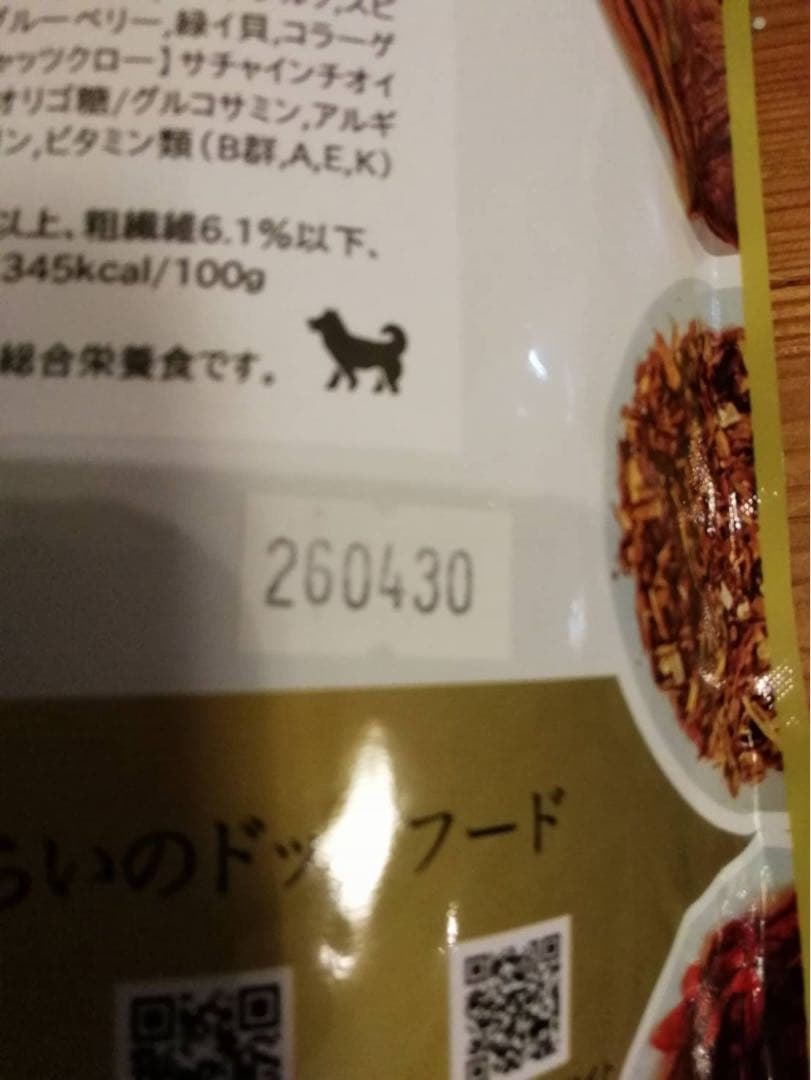 ブルーベリー,緑イ貝,コラーゲ
ャッツクロー】サチャインチオイ
オリゴ糖/グルコサミン,アルギ
ン,ビタミン類(B群,A,E,K)
以上、粗繊維6.1%以下、
345kcal/100g
総合栄養食です。
260430
らいのドッ フード